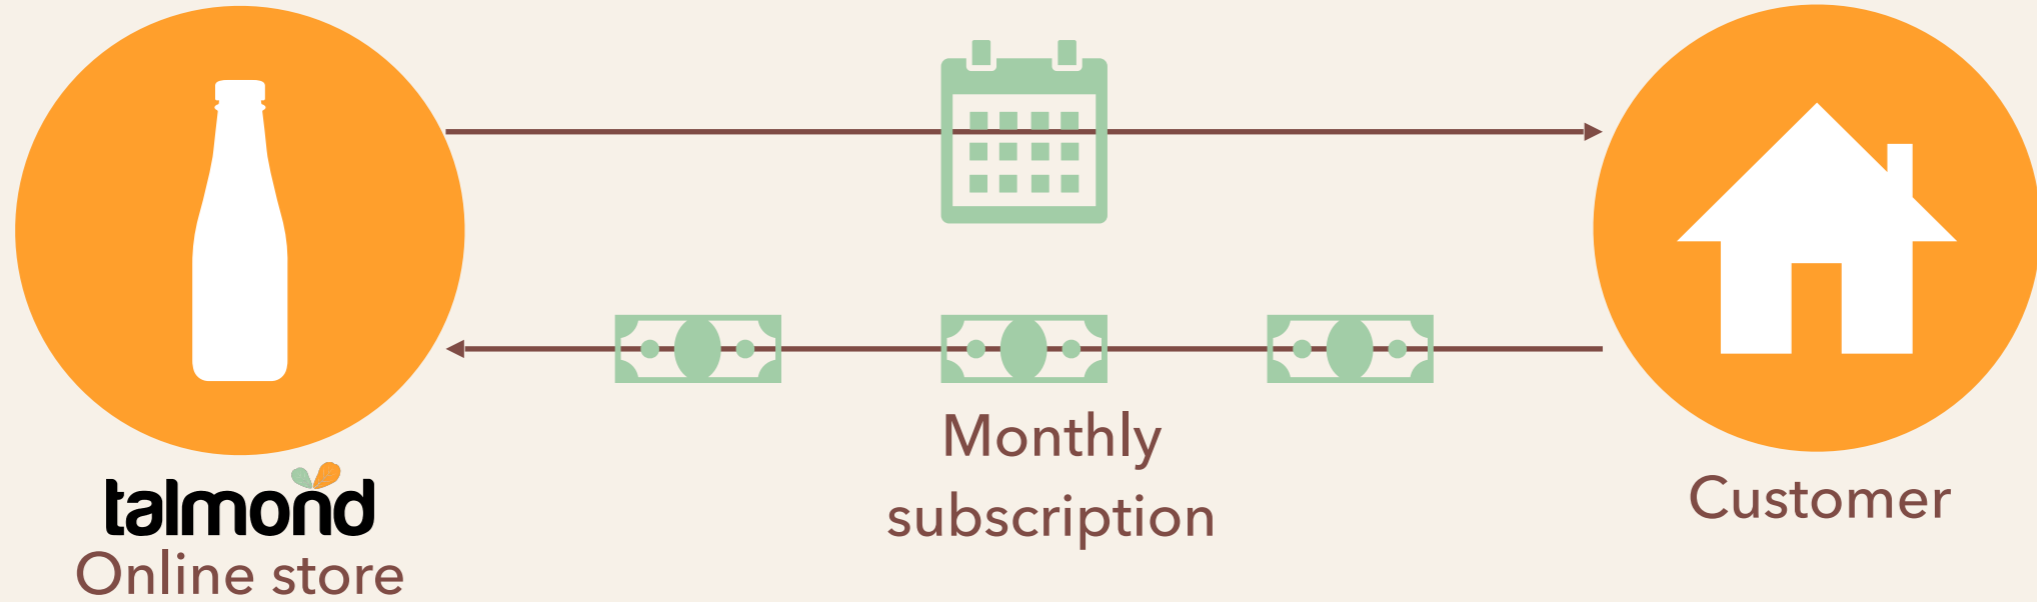 talmond
Online store
Monthly
subscription
Customer